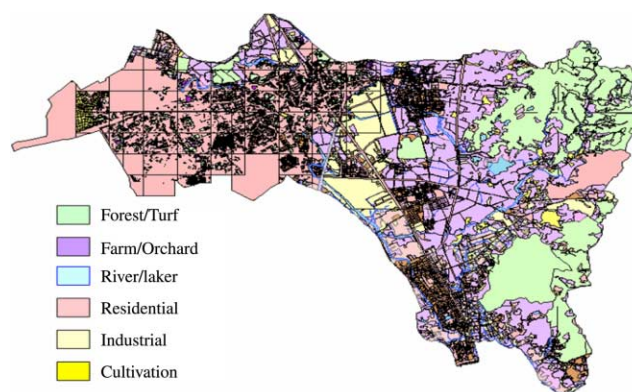 Forest/Turf
Farm/Orchard
River/laker
Residential
Industrial
Cultivation